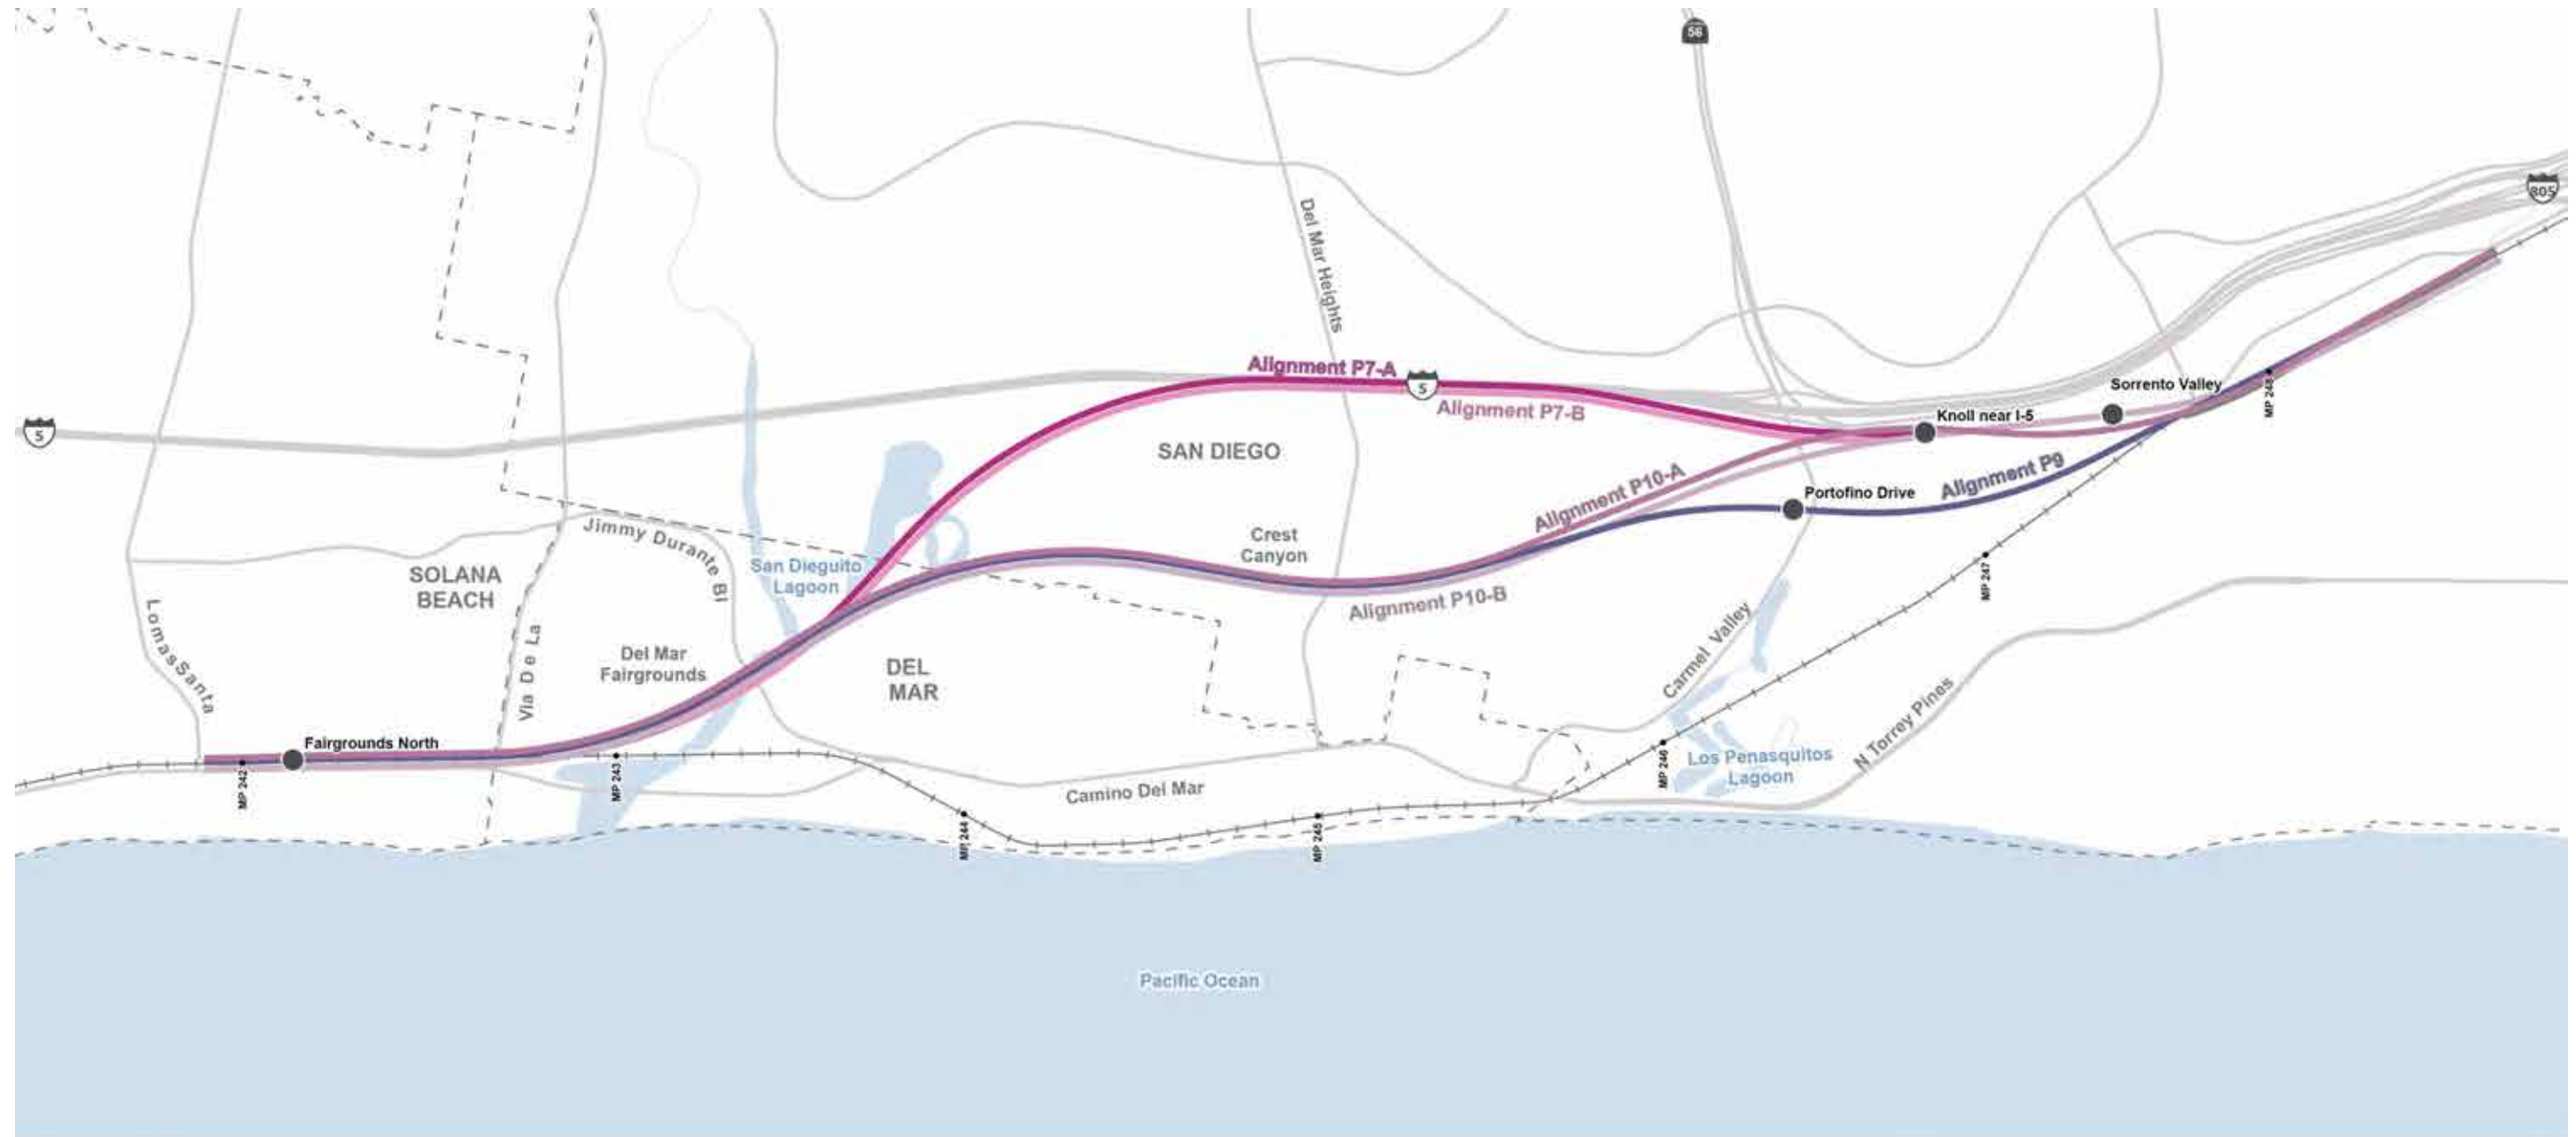 56
805
Del Mar Heights
Alignment P7-A
5
Alignment P7-B
Sorrento Valley
MP 248
Knoll near I-5
5
SAN DIEGO
Alignment P9
Alignment P10-A
Portofino Drive
Jimmy Durante Bl
Crest
Canyon
San Dieguito
Lagoon
SOLANA
BEACH
MP 247
Alignment P10-B
Lomas Santa
Via De La
Del Mar
Fairgrounds
DEL
MAR
Carmel Valley
N Torrey Pines
Fairgrounds North
MP 242
MP 243
MP 246
Los Penasquitos
Lagoon
Camino Del Mar
MP 244
MP 245
Pacific Ocean